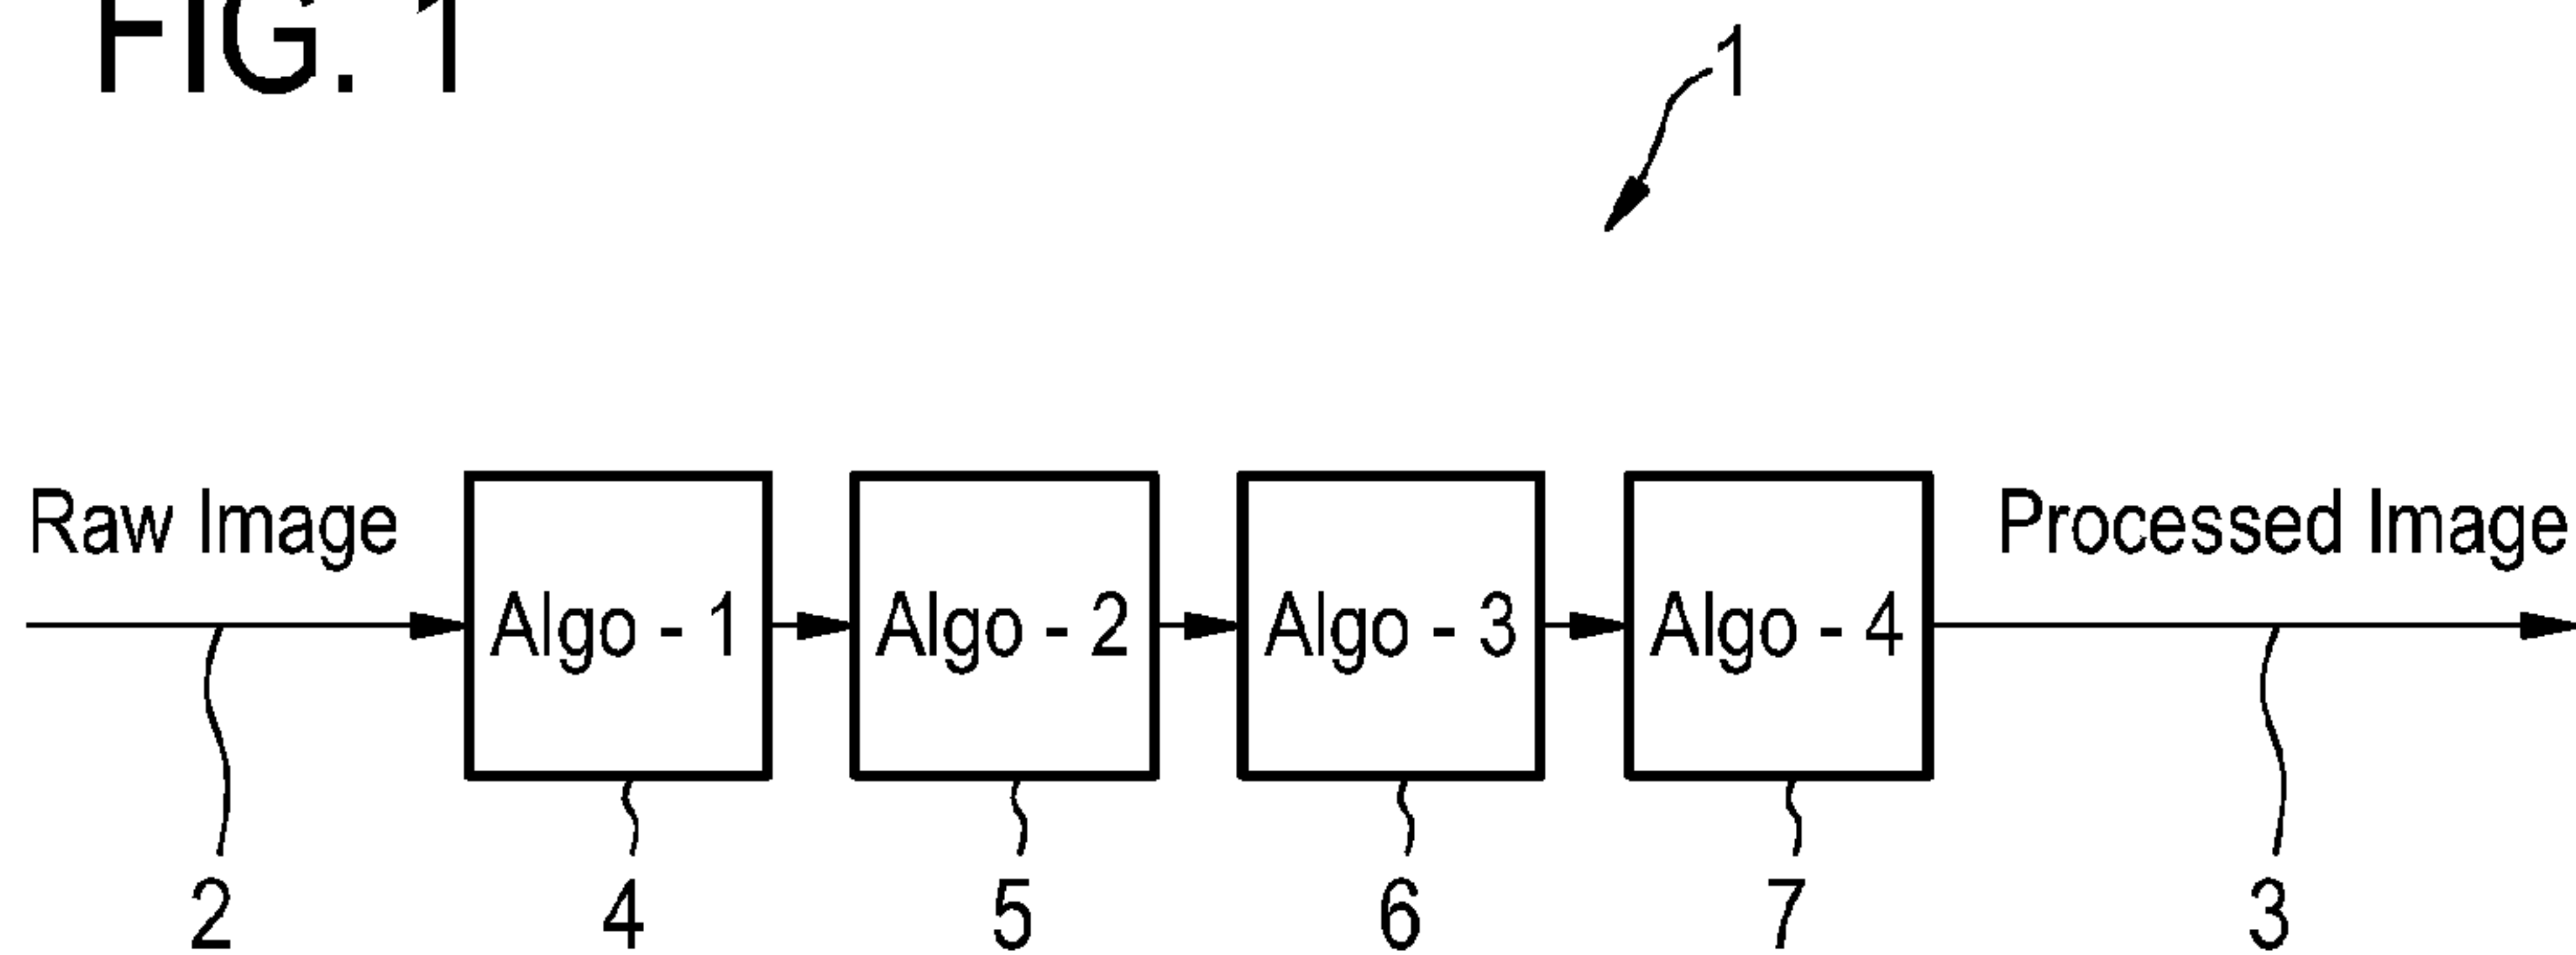 FIG. 1
1
Raw Image
Processed Image
Algo - 1
Algo - 2
Algo - 3
Algo - 4
2
4
5
6
7
3